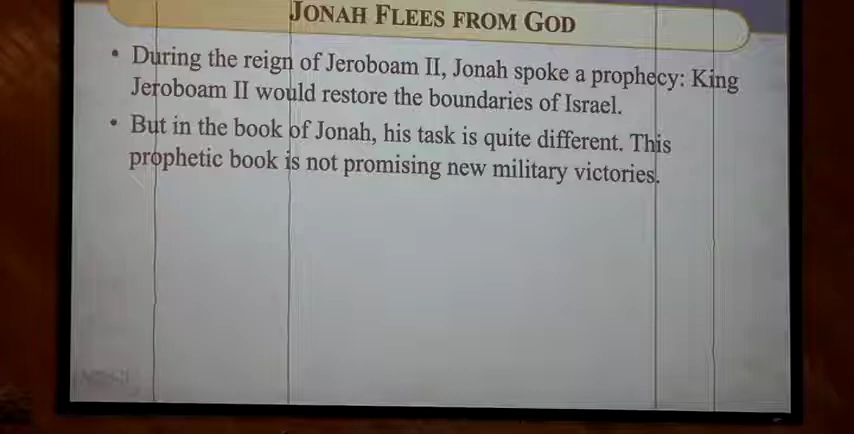 JONAH FLEES FROM GOD
• During the reign of Jeroboam II, Jonah spoke a prophecy: King
Jeroboam II would restore the boundaries of Israel.
• But in the book of Jonah, his task is quite different. This
prophetic book is not promising new military victories.